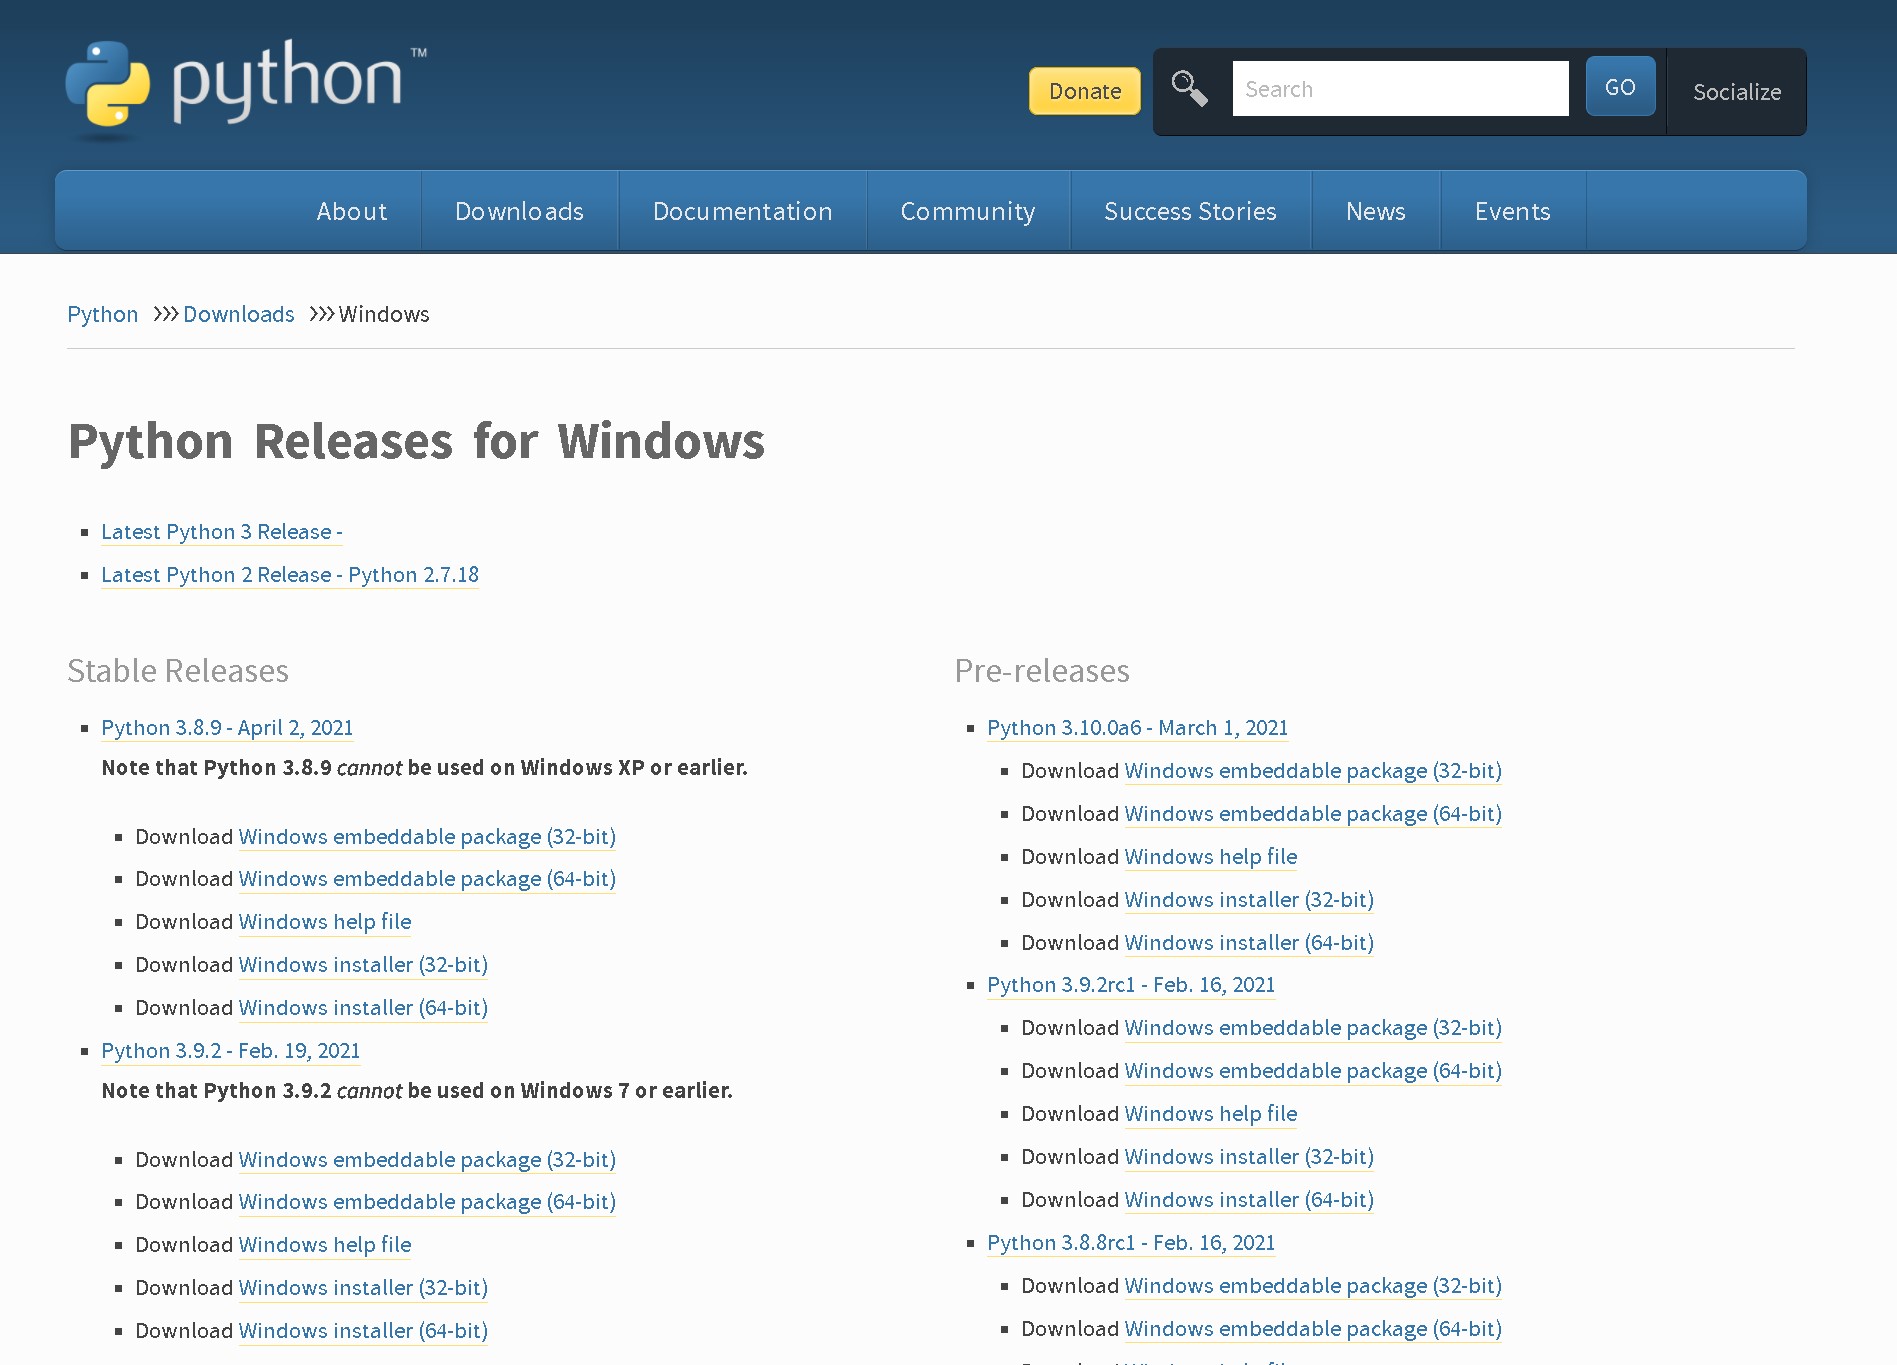 python™
Donate
Search
GO
Socialize
About
Downloads
Documentation
Community
Success Stories
News
Events
Python >>> Downloads >>> Windows
Python Releases for Windows
Latest Python 3 Release -
Latest Python 2 Release - Python 2.7.18
Stable Releases
Python 3.8.9 - April 2, 2021
Note that Python 3.8.9 cannot be used on Windows XP or earlier.
Download Windows embeddable package (32-bit)
Download Windows embeddable package (64-bit)
Download Windows help file
Download Windows installer (32-bit)
Download Windows installer (64-bit)
Python 3.9.2 - Feb. 19, 2021
Note that Python 3.9.2 cannot be used on Windows 7 or earlier.
Download Windows embeddable package (32-bit)
Download Windows embeddable package (64-bit)
Download Windows help file
Download Windows installer (32-bit)
Download Windows installer (64-bit)
Pre-releases
Python 3.10.0a6 - March 1, 2021
Download Windows embeddable package (32-bit)
Download Windows embeddable package (64-bit)
Download Windows help file
Download Windows installer (32-bit)
Download Windows installer (64-bit)
Python 3.9.2rc1 - Feb. 16, 2021
Download Windows embeddable package (32-bit)
Download Windows embeddable package (64-bit)
Download Windows help file
Download Windows installer (32-bit)
Download Windows installer (64-bit)
Python 3.8.8rc1 - Feb. 16, 2021
Download Windows embeddable package (32-bit)
Download Windows embeddable package (64-bit)